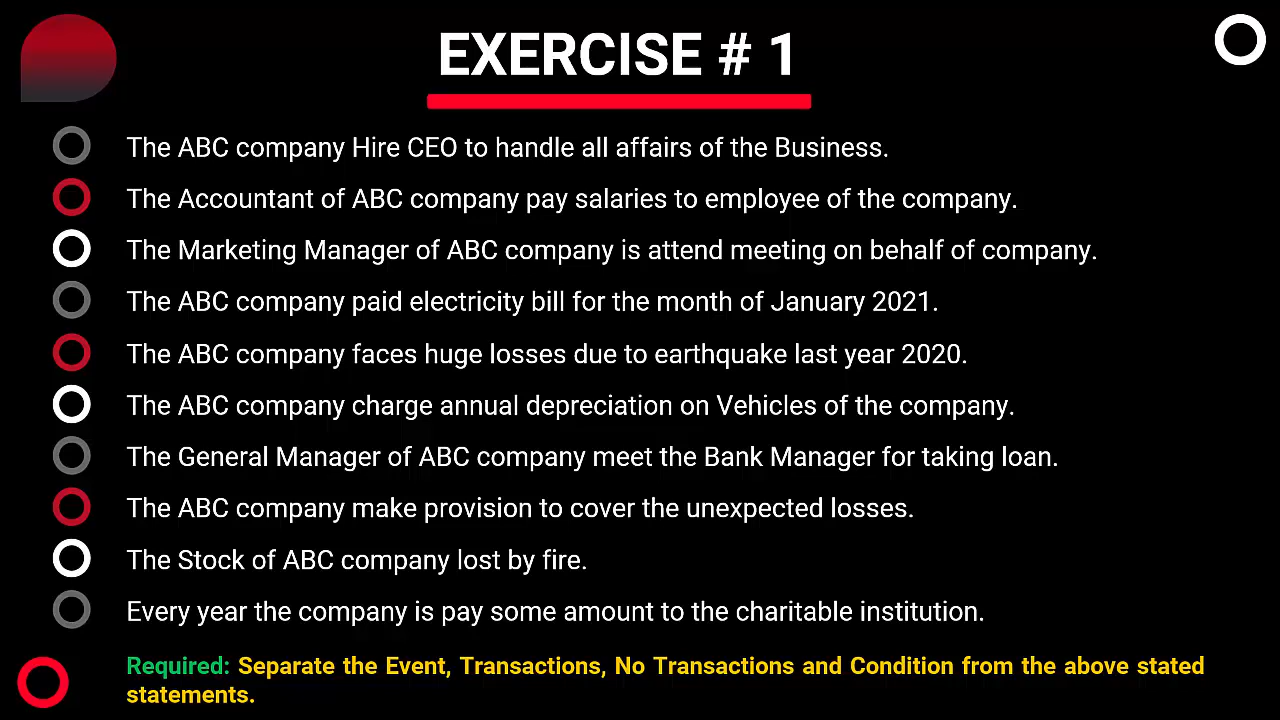 EXERCISE # 1
The ABC company Hire CEO to handle all affairs of the Business.
The Accountant of ABC company pay salaries to employee of the company.
The Marketing Manager of ABC company is attend meeting on behalf of company.
The ABC company paid electricity bill for the month of January 2021.
The ABC company faces huge losses due to earthquake last year 2020.
The ABC company charge annual depreciation on Vehicles of the company.
The General Manager of ABC company meet the Bank Manager for taking loan.
The ABC company make provision to cover the unexpected losses.
The Stock of ABC company lost by fire.
Every year the company is pay some amount to the charitable institution.
Required: Separate the Event, Transactions, No Transactions and Condition from the above stated
statements.